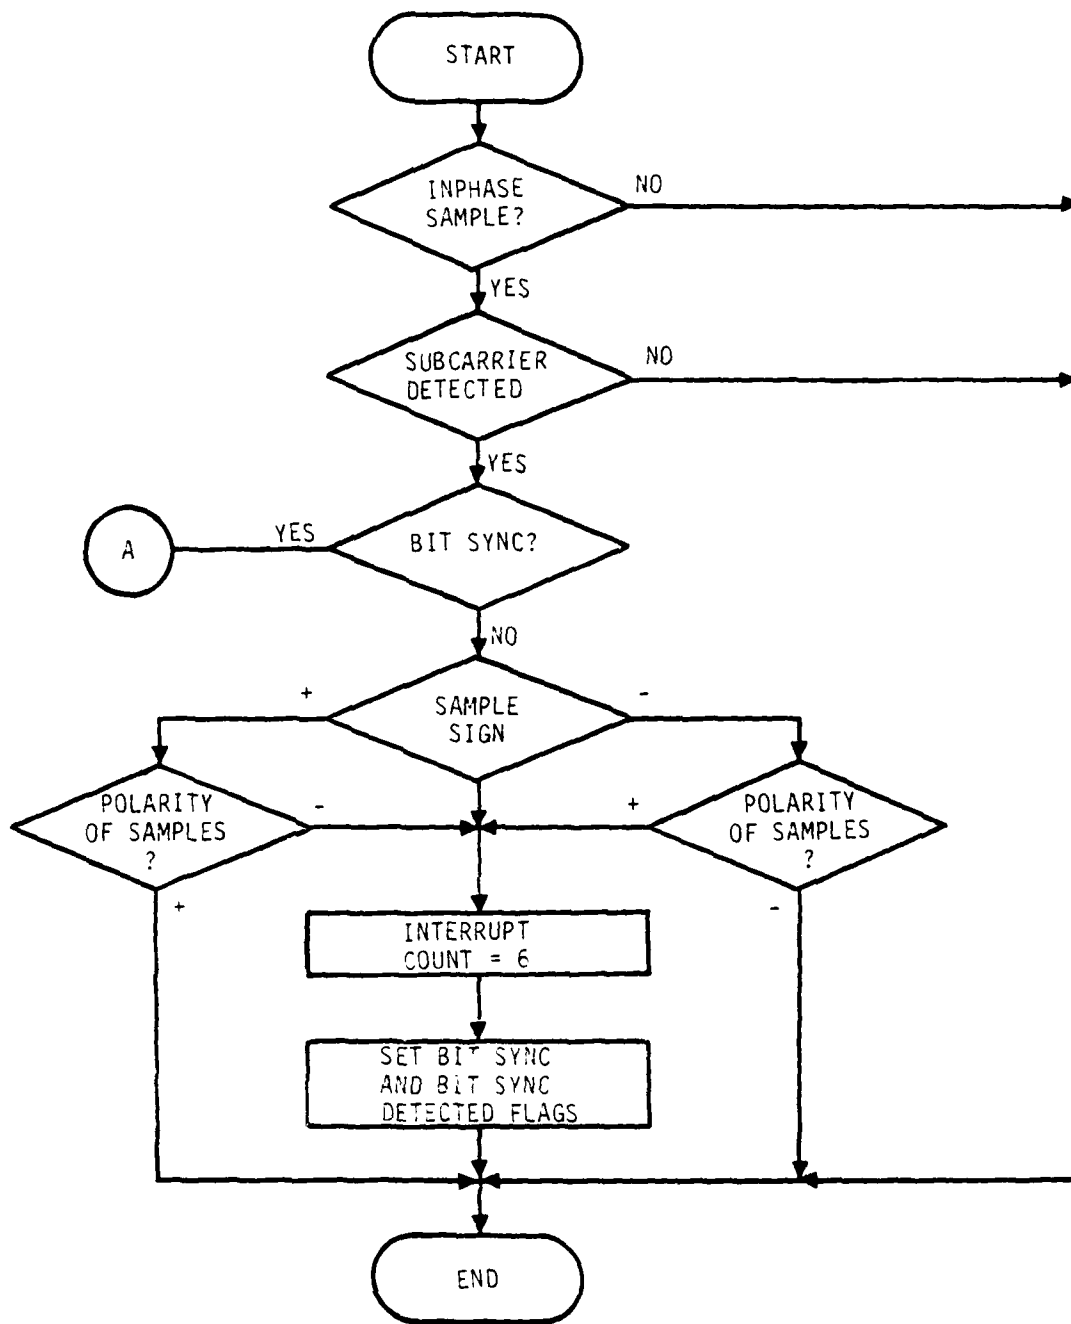 START
INPHASE
SAMPLE?
NO
YES
SUBCARRIER
DETECTED
NO
YES
BIT SYNC?
YES
A
NO
SAMPLE
SIGN
+
-
POLARITY
OF SAMPLES
?
-
+
+
POLARITY
OF SAMPLES
?
-
INTERRUPT
COUNT = 6
SET BIT SYNC
AND BIT SYNC
DETECTED FLAGS
END